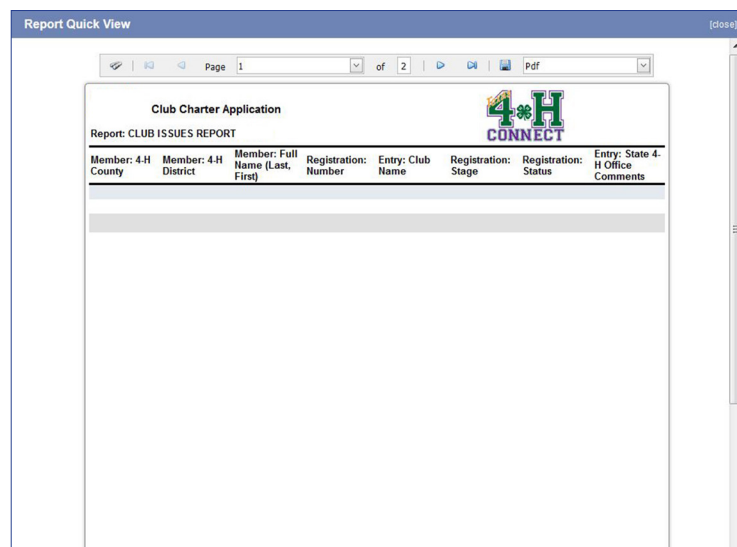 Report Quick View [close]
Page 1 of 2 Pdf
Club Charter Application
4-H
CONNECT
Report: CLUB ISSUES REPORT
Member: 4-H County
Member: 4-H District
Member: Full Name (Last, First)
Registration: Number
Entry: Club Name
Registration: Stage
Registration: Status
Entry: State 4-H Office Comments